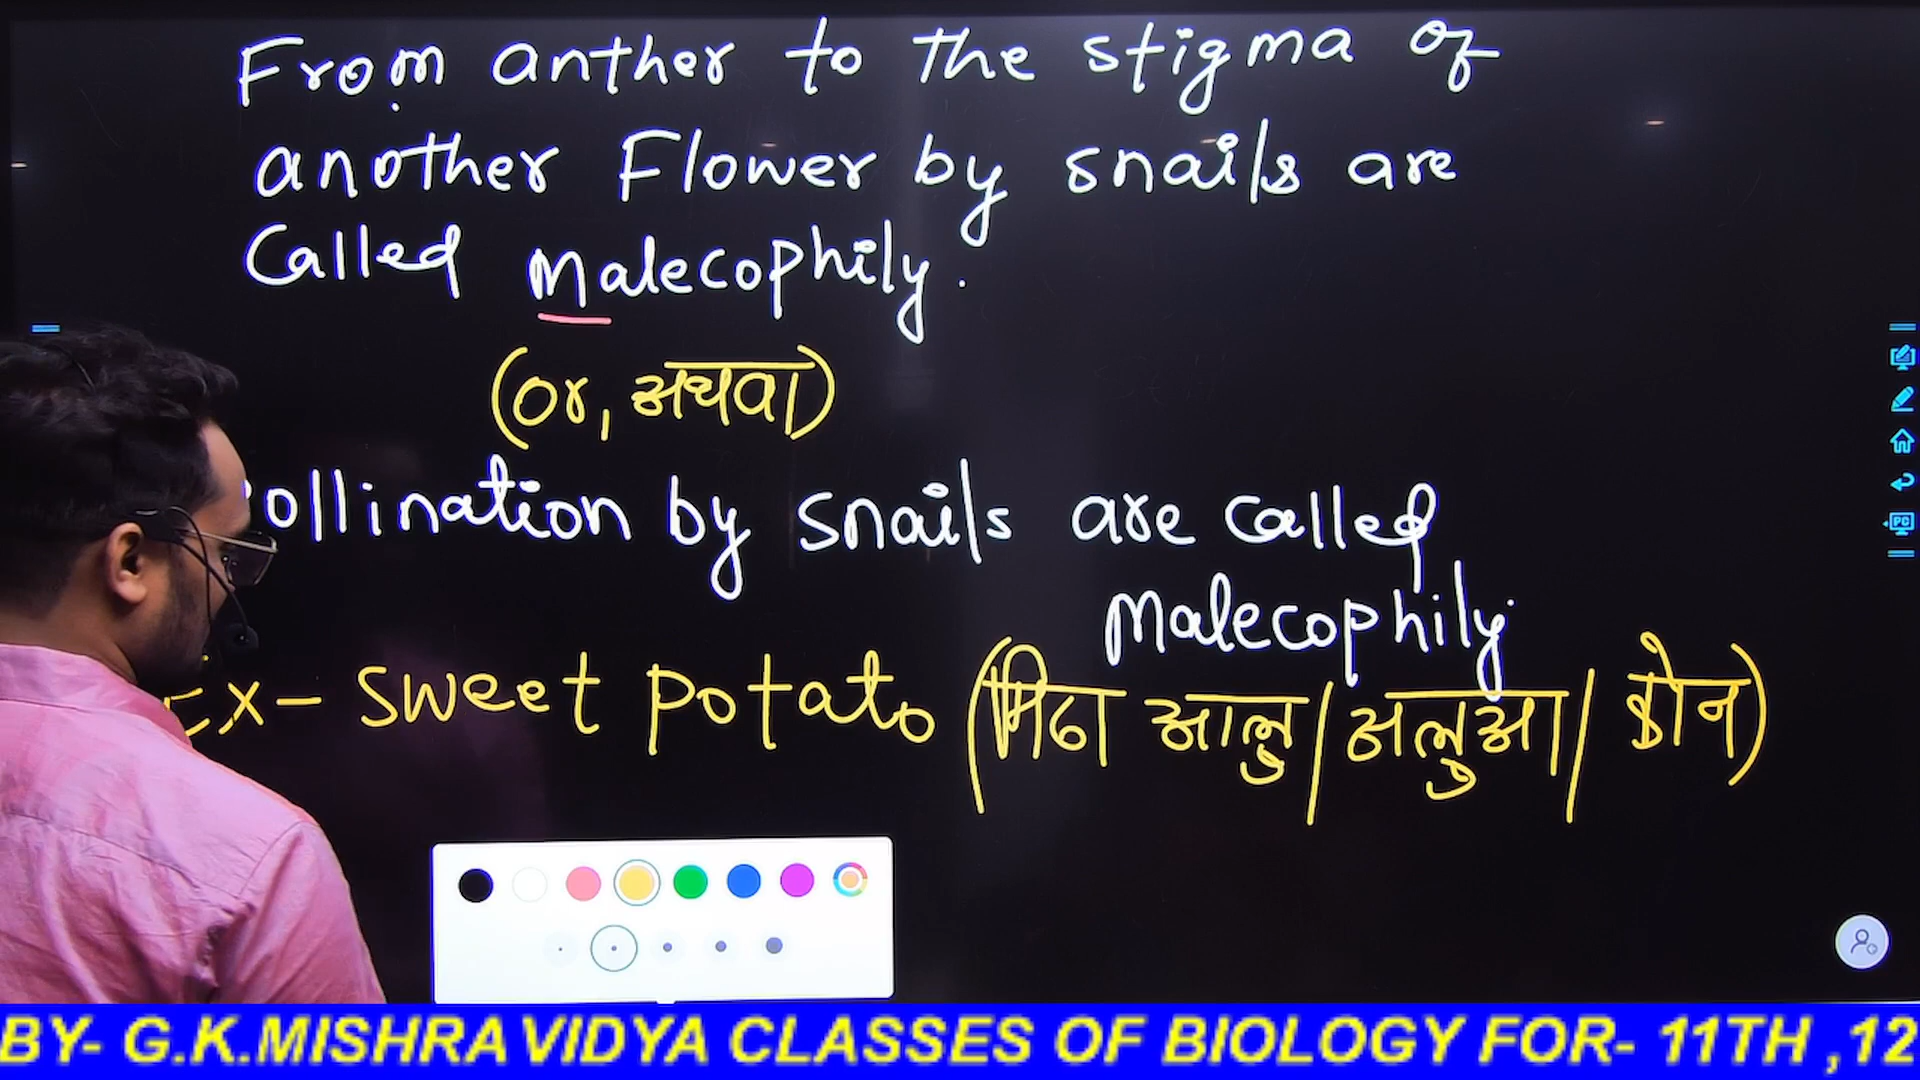 From anther to the stigma of
another Flower by snails are
Called Malecophily.
(or, अथवा)
ollination by snails are called
Malecophily.
Ex- Sweet potato (मिठा आलु/अलुआ/कोन)
BY- G.K.MISHRA VIDYA CLASSES OF BIOLOGY FOR- 11TH ,12